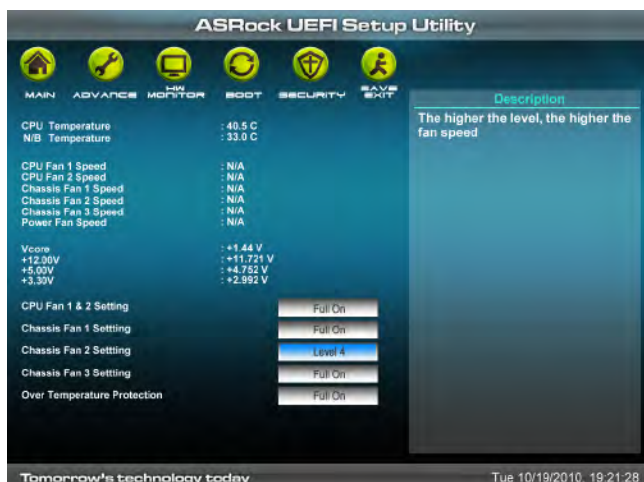 ASRock UEFI Setup Utility
MAIN
ADVANCE
HW MONITOR
BOOT
SECURITY
SAVE EXIT
Description
The higher the level, the higher the
fan speed
CPU Temperature : 40.5 C
N/B Temperature : 33.0 C
CPU Fan 1 Speed : N/A
CPU Fan 2 Speed : N/A
Chassis Fan 1 Speed : N/A
Chassis Fan 2 Speed : N/A
Chassis Fan 3 Speed : N/A
Power Fan Speed : N/A
Vcore : +1.44 V
+12.00V : +11.721 V
+5.00V : +4.752 V
+3.30V : +2.992 V
CPU Fan 1 & 2 Setting Full On
Chassis Fan 1 Settting Full On
Chassis Fan 2 Settting Level 4
Chassis Fan 3 Settting Full On
Over Temperature Protection Full On
Tomorrow's technology today
Tue 10/19/2010, 19:21:28